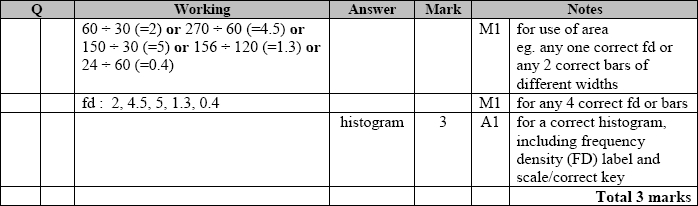 Q Working Answer Mark Notes
60 ÷ 30 (=2) or 270 ÷ 60 (=4.5) or M1 for use of area
150 ÷ 30 (=5) or 156 ÷ 120 (=1.3) or eg. any one correct fd or
24 ÷ 60 (=0.4) any 2 correct bars of
different widths
fd : 2, 4.5, 5, 1.3, 0.4 M1 for any 4 correct fd or bars
histogram 3 A1 for a correct histogram,
including frequency
density (FD) label and
scale/correct key
Total 3 marks